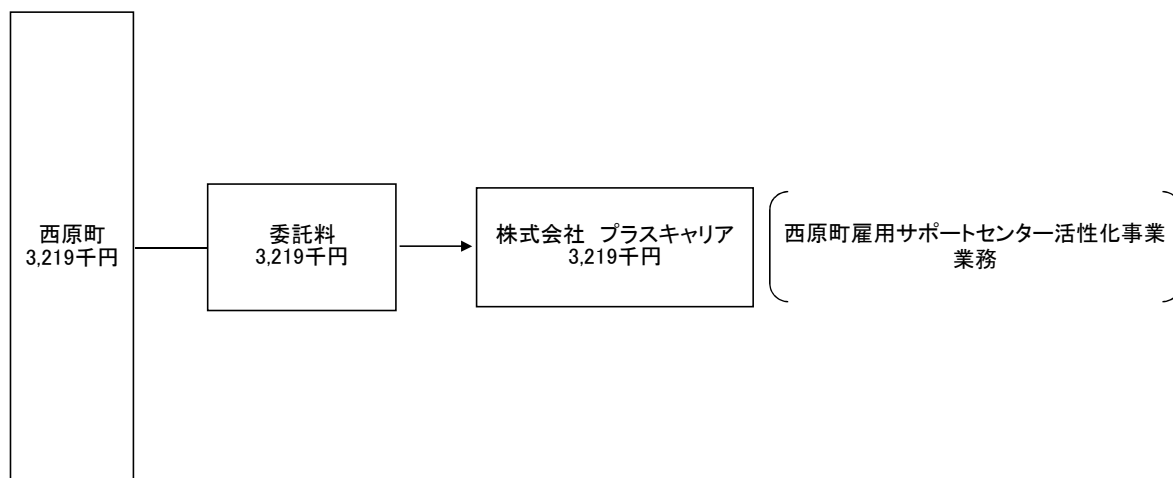 西原町
3,219千円
委託料
3,219千円
株式会社　プラスキャリア
3,219千円
西原町雇用サポートセンター活性化事業
業務